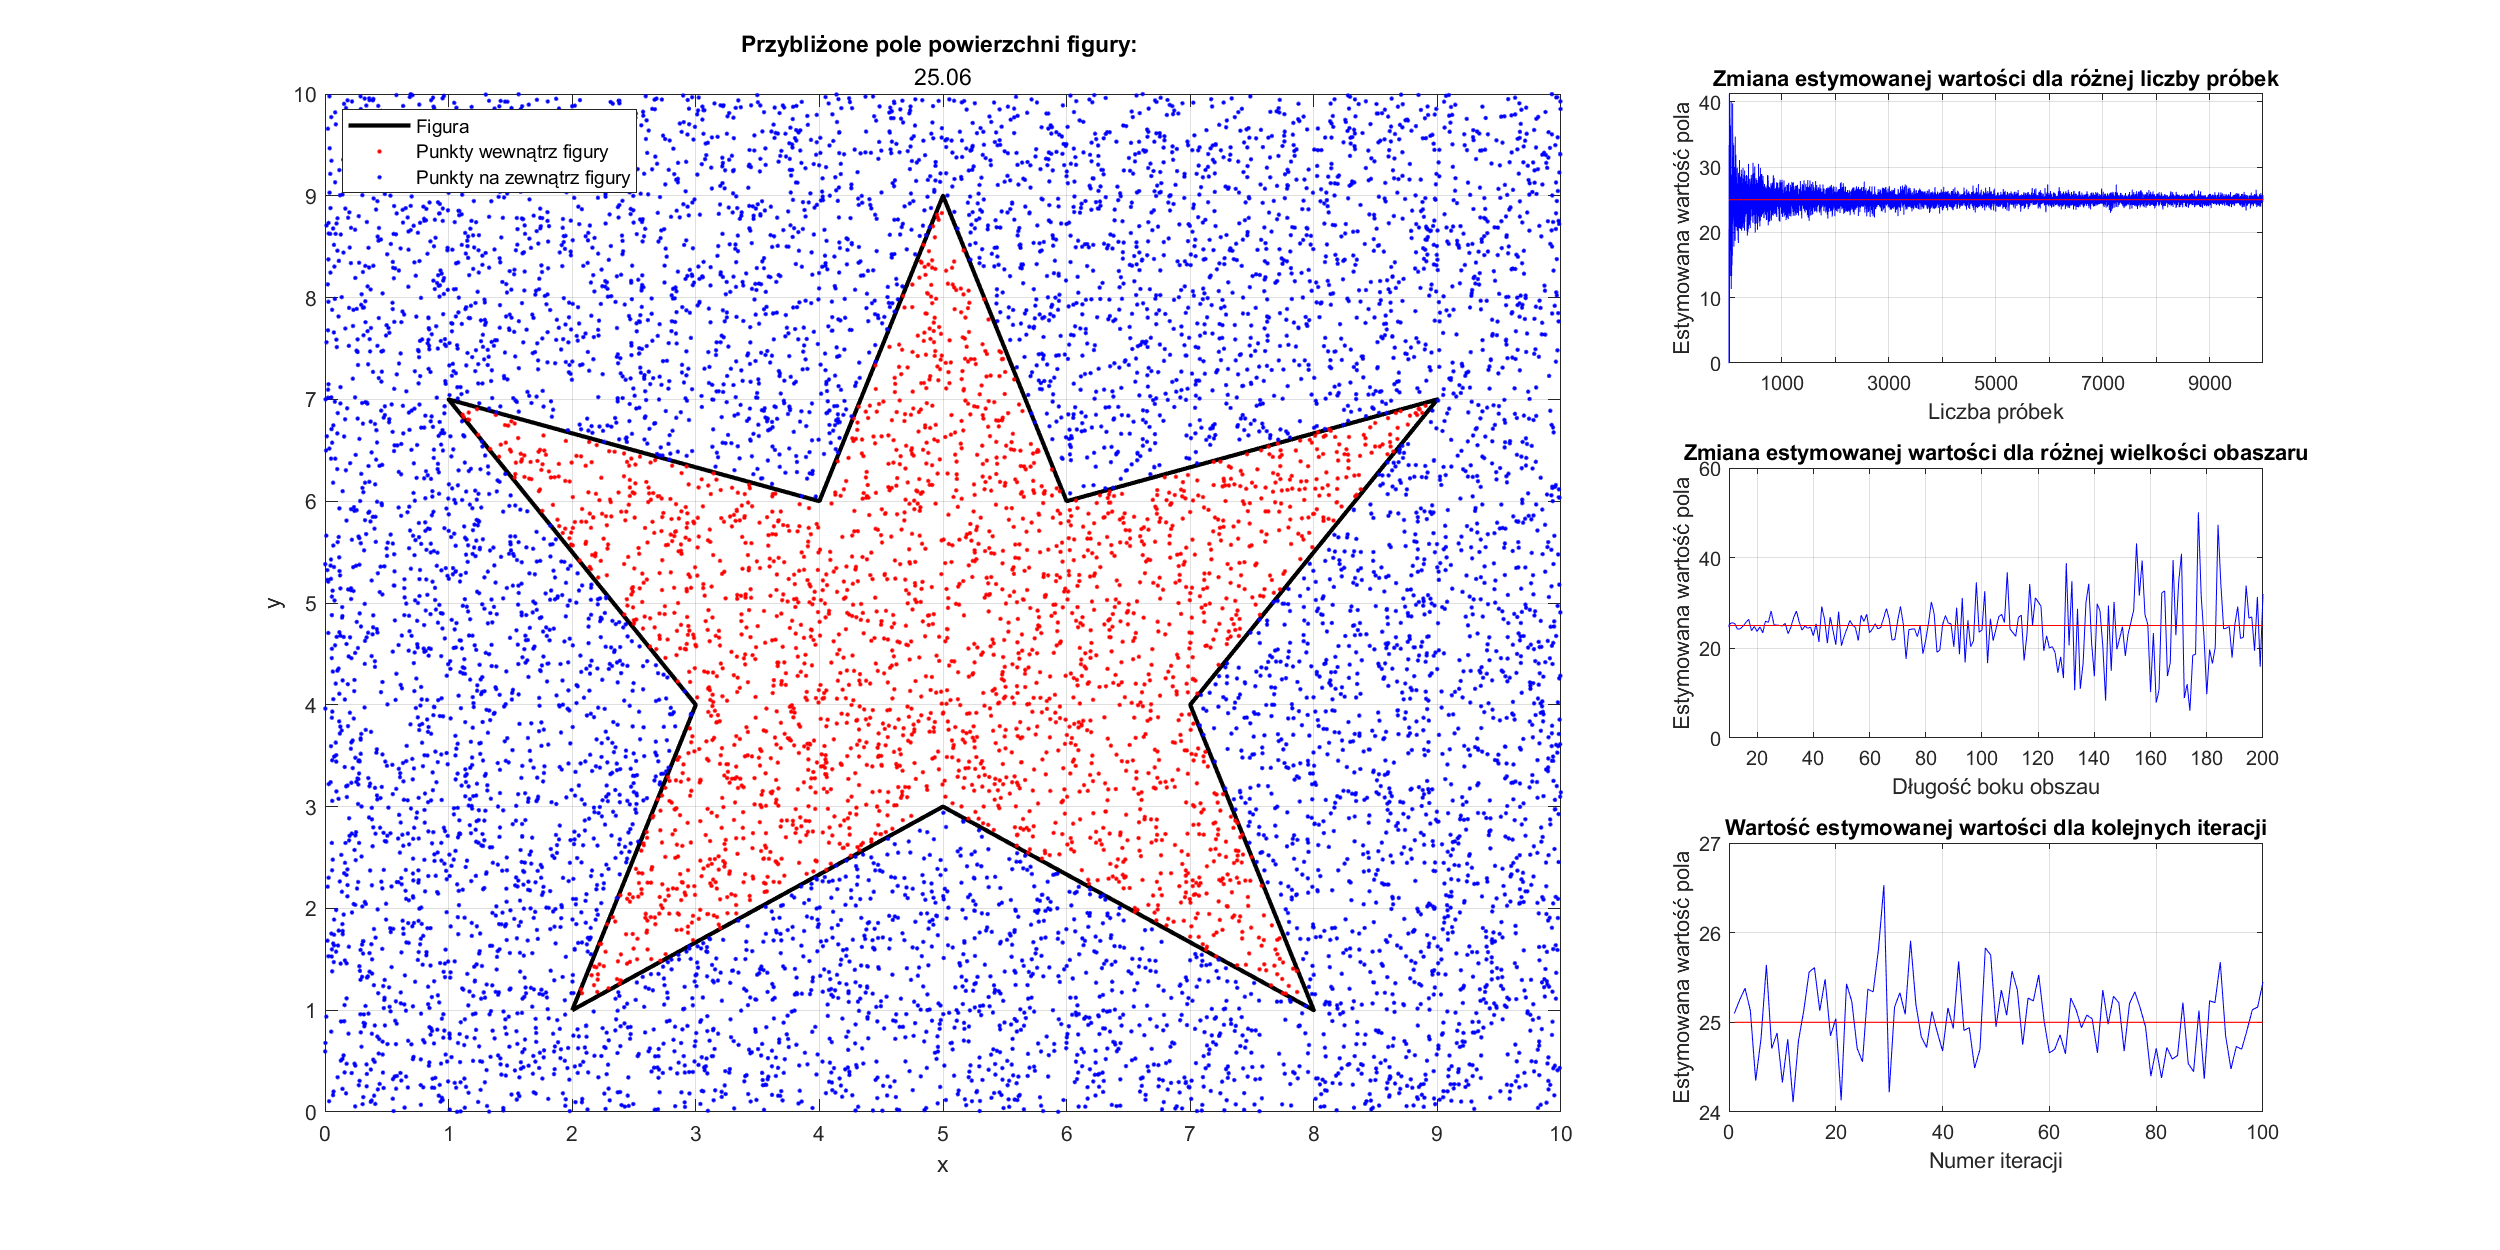 Przybliżone pole powierzchni figury:
25.06
Figura
Punkty wewnątrz figury
Punkty na zewnątrz figury
10
9
8
7
6
5
4
3
2
1
0
y
0 1 2 3 4 5 6 7 8 9 10
x
Zmiana estymowanej wartości dla różnej liczby próbek
Estymowana wartość pola
40
30
20
10
0
1000 3000 5000 7000 9000
Liczba próbek
Zmiana estymowanej wartości dla różnej wielkości obaszaru
Estymowana wartość pola
60
40
20
0
20 40 60 80 100 120 140 160 180 200
Długość boku obszau
Wartość estymowanej wartości dla kolejnych iteracji
Estymowana wartość pola
27
26
25
24
0 20 40 60 80 100
Numer iteracji